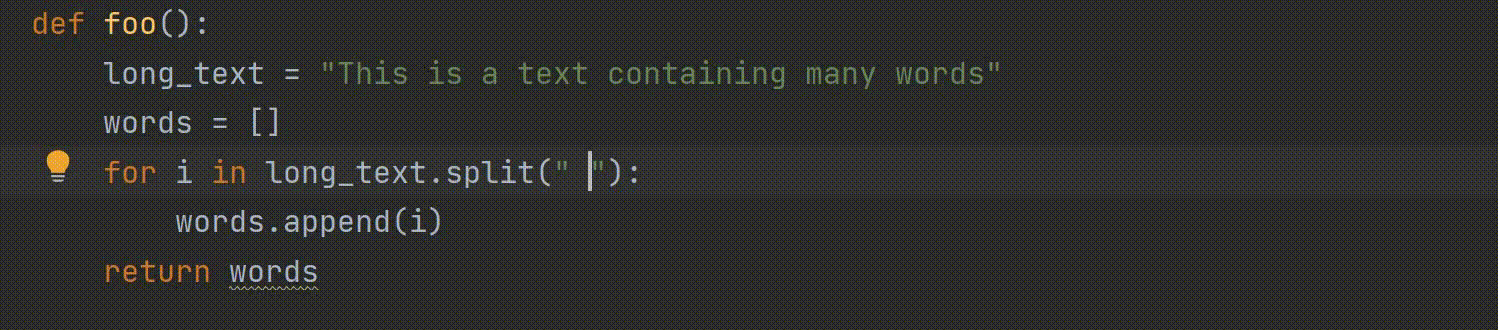 def foo():
    long_text = "This is a text containing many words"
    words = []
    for i in long_text.split(" "):
        words.append(i)
    return words